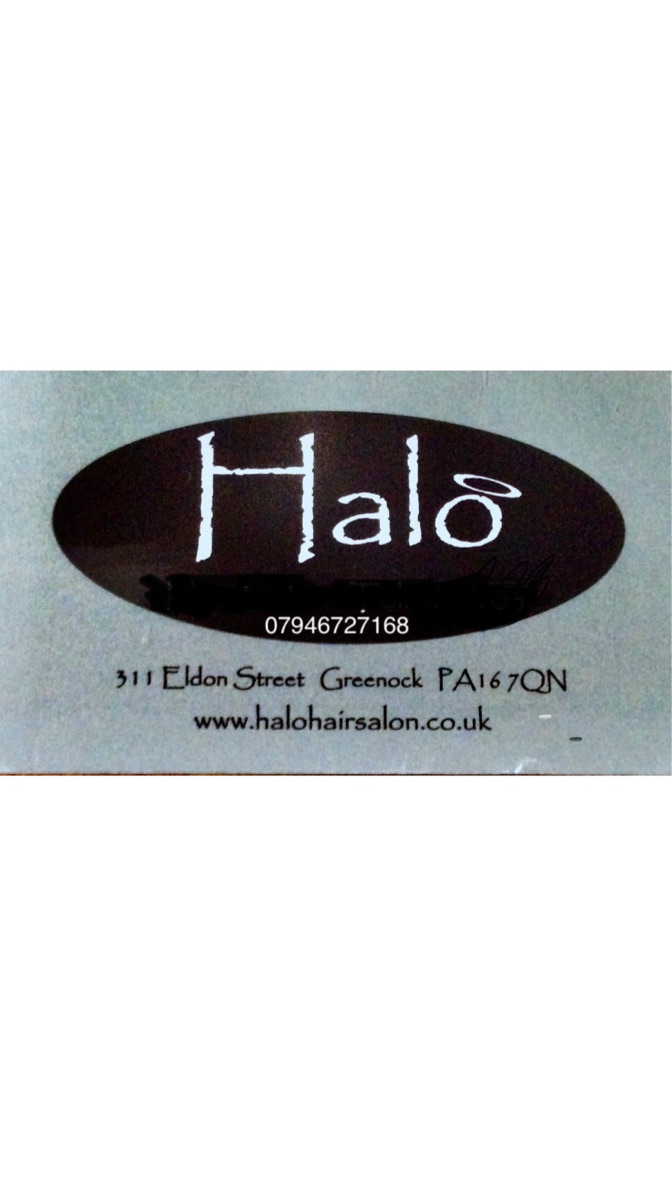 Halo
07946727168
311 Eldon Street Greenock PA16 7QN
www.halohairsalon.co.uk